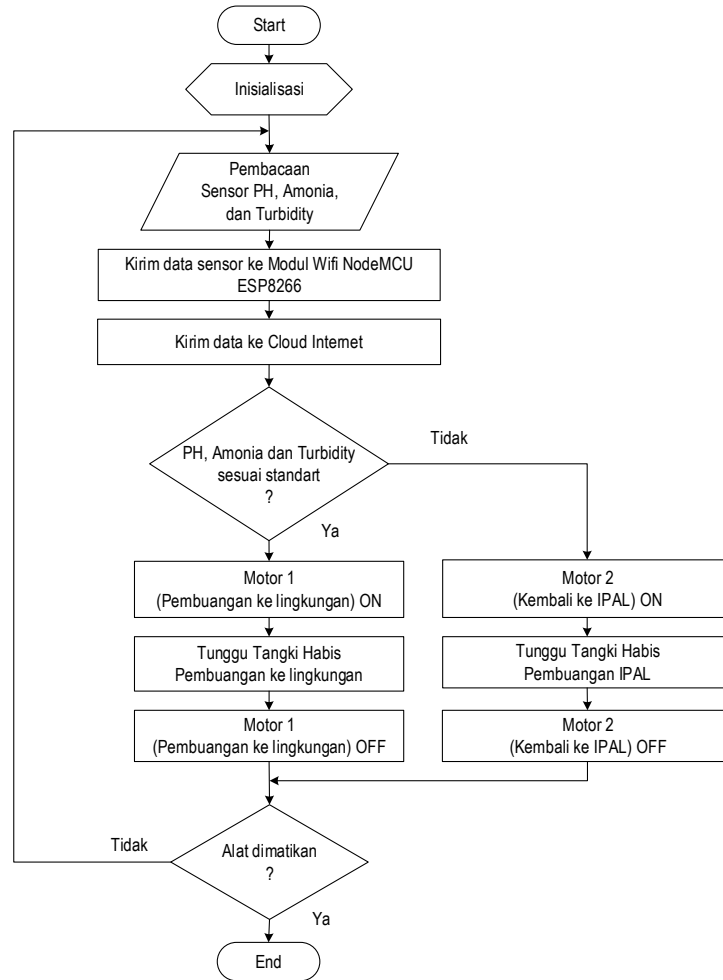 Start
Inisialisasi
Pembacaan
Sensor PH, Amonia,
dan Turbidity
Kirim data sensor ke Modul Wifi NodeMCU
ESP8266
Kirim data ke Cloud Internet
PH, Amonia dan Turbidity
sesuai standart
?
Tidak
Ya
Motor 1
(Pembuangan ke lingkungan) ON
Tunggu Tangki Habis
Pembuangan ke lingkungan
Motor 1
(Pembuangan ke lingkungan) OFF
Motor 2
(Kembali ke IPAL) ON
Tunggu Tangki Habis
Pembuangan IPAL
Motor 2
(Kembali ke IPAL) OFF
Alat dimatikan
?
Tidak
Ya
End